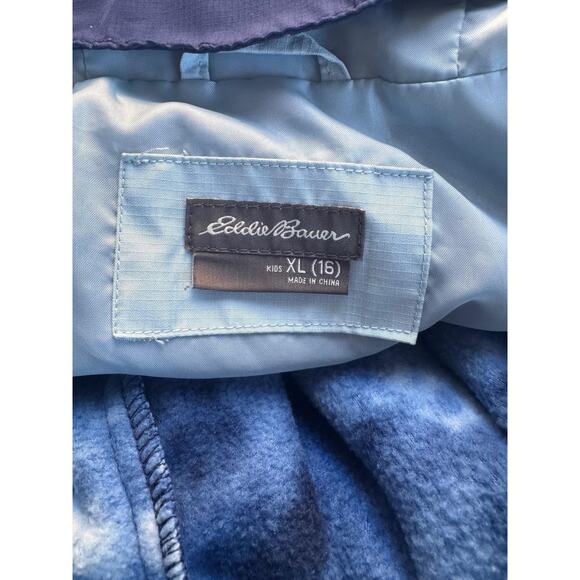 Eddie Bauer
KIDS XL (16)
MADE IN CHINA